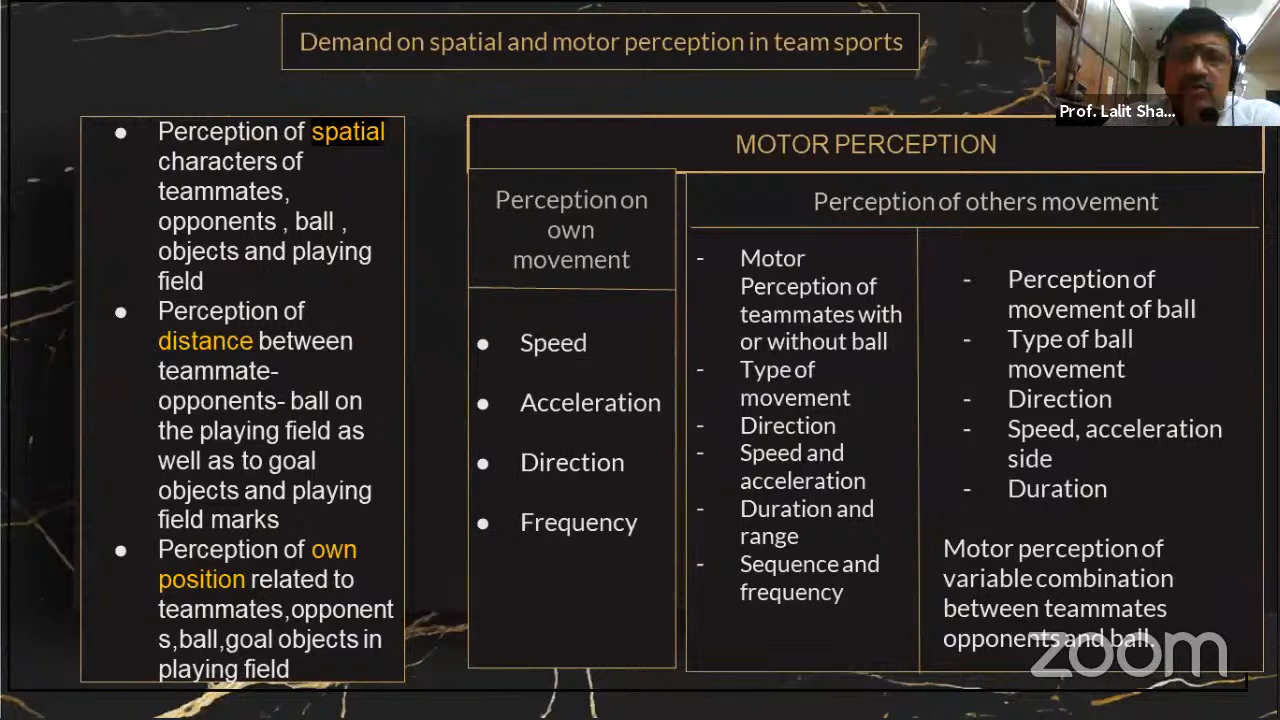 Demand on spatial and motor perception in team sports
Prof. Lalit Sha...
● Perception of spatial
characters of
teammates,
opponents , ball ,
objects and playing
field
● Perception of
distance between
teammate-
opponents- ball on
the playing field as
well as to goal
objects and playing
field marks
● Perception of own
position related to
teammates,opponent
s,ball,goal objects in
playing field
MOTOR PERCEPTION
Perception on
own
movement
● Speed
● Acceleration
● Direction
● Frequency
Perception of others movement
- Motor
Perception of
teammates with
or without ball
- Type of
movement
- Direction
- Speed and
acceleration
- Duration and
range
- Sequence and
frequency
- Perception of
movement of ball
- Type of ball
movement
- Direction
- Speed, acceleration
side
- Duration
Motor perception of
variable combination
between teammates
opponents and ball.
zoom